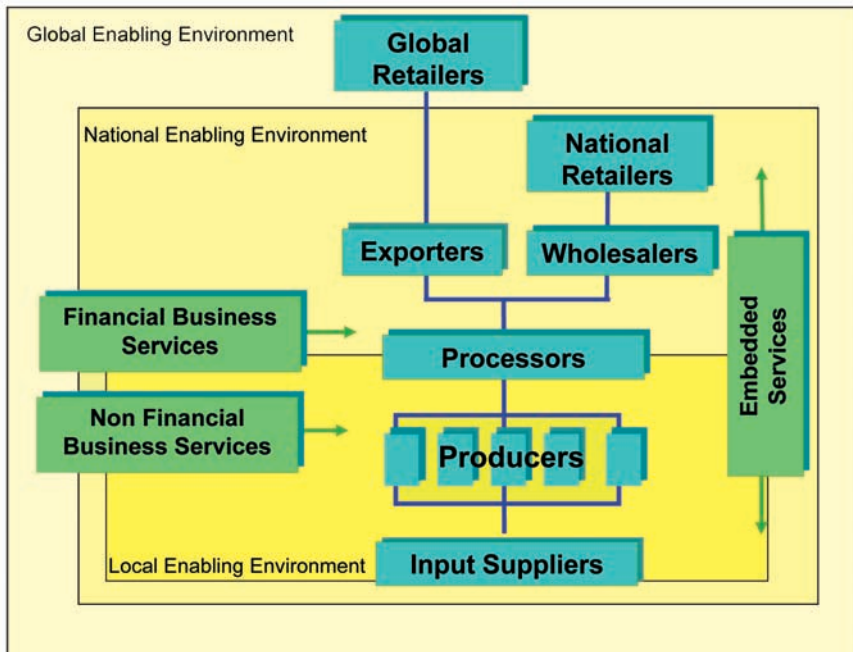 Global Enabling Environment
Global
Retailers
National Enabling Environment
National
Retailers
Exporters
Wholesalers
Financial Business
Services
Processors
Embedded
Services
Non Financial
Business Services
Producers
Local Enabling Environment
Input Suppliers